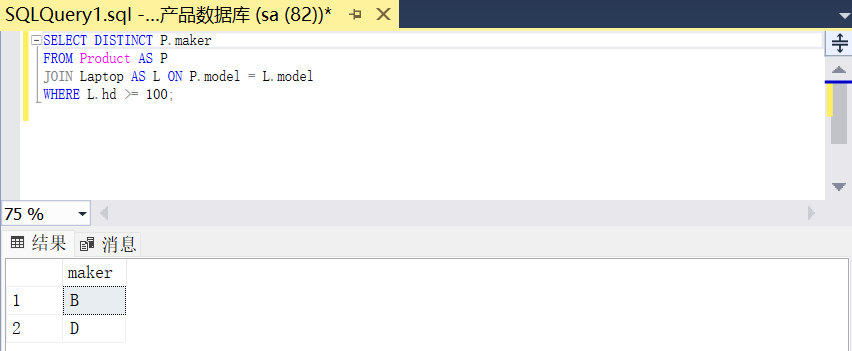 SQLQuery1.sql -...产品数据库 (sa (82))*
SELECT DISTINCT P.maker
FROM Product AS P
JOIN Laptop AS L ON P.model = L.model
WHERE L.hd >= 100;
75 %
结果 消息
maker
1 B
2 D